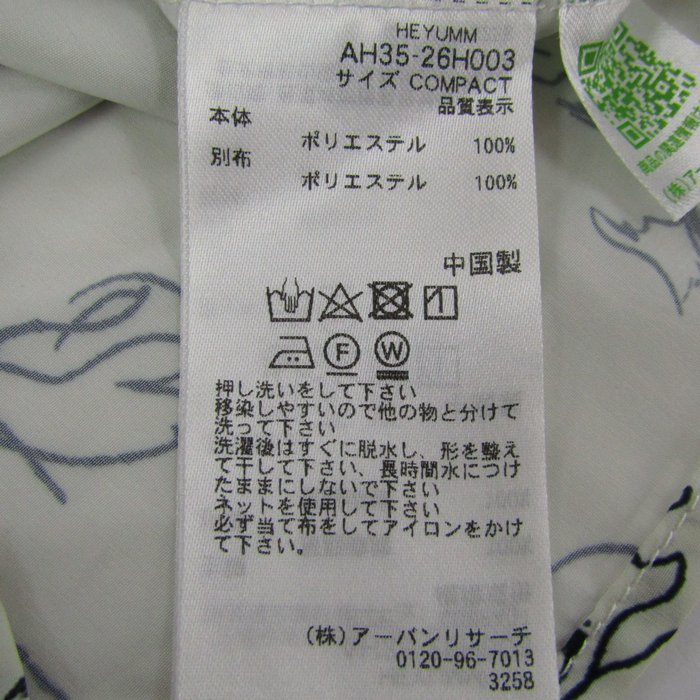 HEYUMM
AH35-26H003
サイズ COMPACT
品質表示
本体
ポリエステル 100%
別布
ポリエステル 100%
中国製
F
W
押し洗いをして下さい
移染しやすいので他の物と分けて
洗って下さい
洗濯後はすぐに脱水し、形を整え
て干して下さい、長時間水につけ
たままにしないで下さい
ネットを使用して下さい
必ず当て布をしてアイロンをかけ
て下さい。
(株)アーバンリサーチ
0120-96-7013
3258
(株)アー